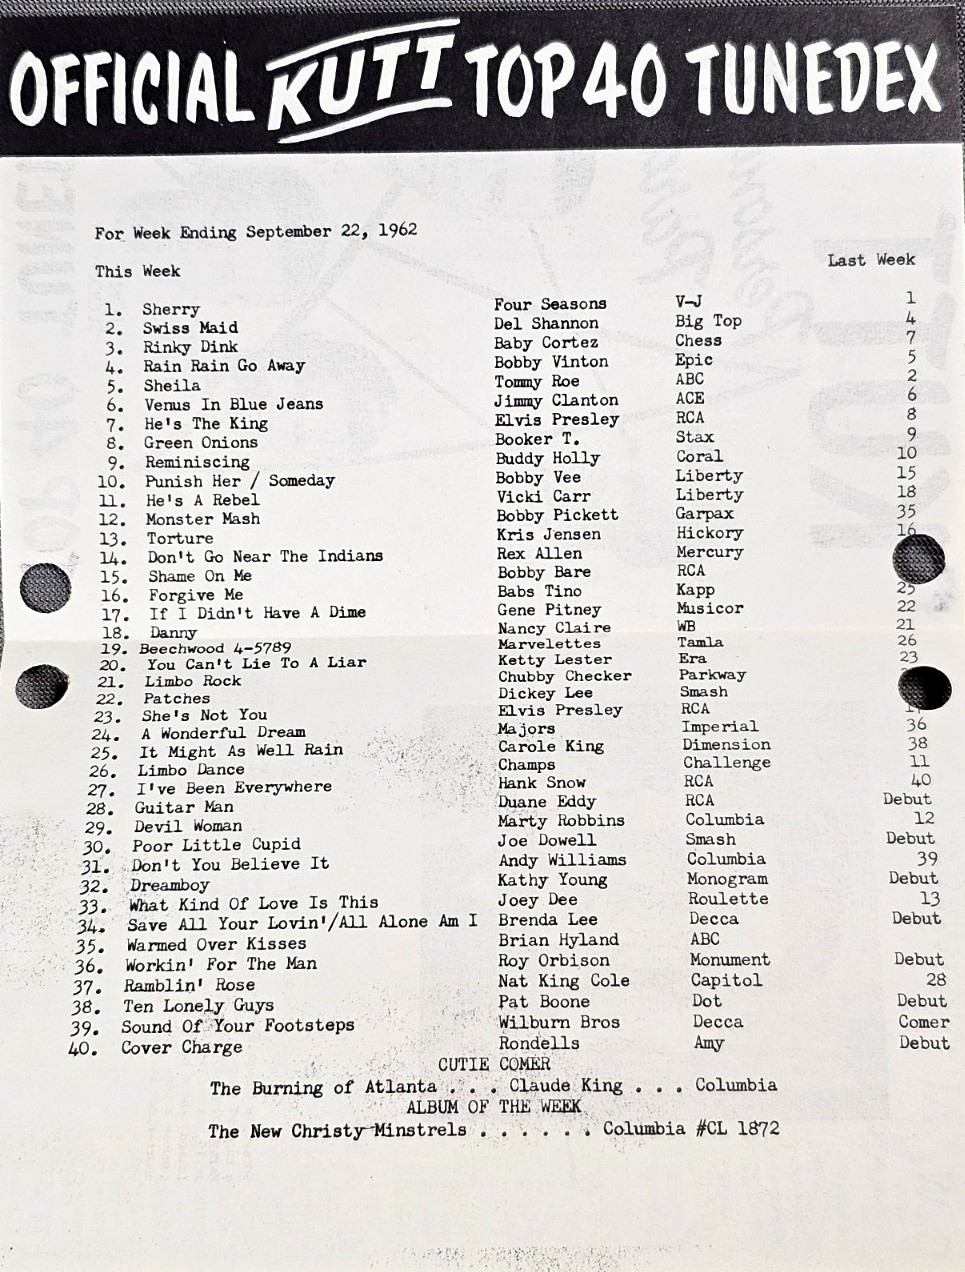 OFFICIAL KUTT TOP 40 TUNEDEX
For Week Ending September 22, 1962
This Week Last Week
1. Sherry Four Seasons V-J 1
2. Swiss Maid Del Shannon Big Top 4
3. Rinky Dink Baby Cortez Chess 7
4. Rain Rain Go Away Bobby Vinton Epic 5
5. Sheila Tommy Roe ABC 2
6. Venus In Blue Jeans Jimmy Clanton ACE 6
7. He's The King Elvis Presley RCA 8
8. Green Onions Booker T. Stax 9
9. Reminiscing Buddy Holly Coral 10
10. Punish Her / Someday Bobby Vee Liberty 15
11. He's A Rebel Vicki Carr Liberty 18
12. Monster Mash Bobby Pickett Garpax 35
13. Torture Kris Jensen Hickory 16
14. Don't Go Near The Indians Rex Allen Mercury
15. Shame On Me Bobby Bare RCA
16. Forgive Me Babs Tino Kapp 25
17. If I Didn't Have A Dime Gene Pitney Musicor 22
18. Danny Nancy Claire WB 21
19. Beechwood 4-5789 Marvelettes Tamla 26
20. You Can't Lie To A Liar Ketty Lester Era 23
21. Limbo Rock Chubby Checker Parkway
22. Patches Dickey Lee Smash
23. She's Not You Elvis Presley RCA
24. A Wonderful Dream Majors Imperial 36
25. It Might As Well Rain Carole King Dimension 38
26. Limbo Dance Champs Challenge 11
27. I've Been Everywhere Hank Snow RCA 40
28. Guitar Man Duane Eddy RCA Debut
29. Devil Woman Marty Robbins Columbia 12
30. Poor Little Cupid Joe Dowell Smash Debut
31. Don't You Believe It Andy Williams Columbia 39
32. Dreamboy Kathy Young Monogram Debut
33. What Kind Of Love Is This Joey Dee Roulette 13
34. Save All Your Lovin'/All Alone Am I Brenda Lee Decca Debut
35. Warmed Over Kisses Brian Hyland ABC
36. Workin' For The Man Roy Orbison Monument Debut
37. Ramblin' Rose Nat King Cole Capitol 28
38. Ten Lonely Guys Pat Boone Dot Debut
39. Sound Of Your Footsteps Wilburn Bros Decca Comer
40. Cover Charge Rondells Amy Debut
CUTIE COMER
The Burning of Atlanta . . . Claude King . . . Columbia
ALBUM OF THE WEEK
The New Christy Minstrels . . . . . . Columbia #CL 1872